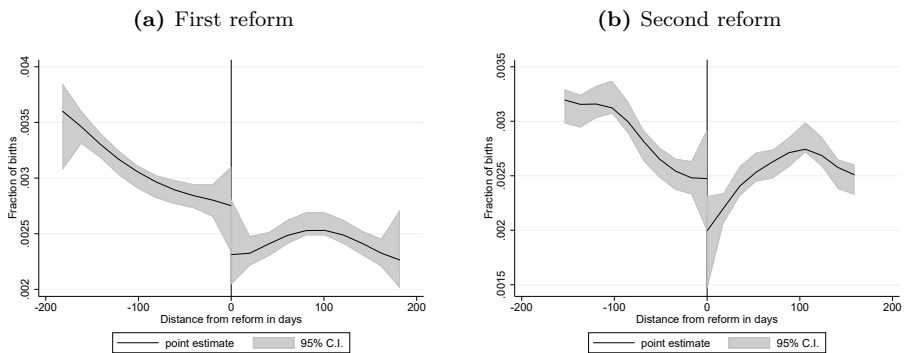 (a) First reform
.004
.0035
.003
.0025
.002
Fraction of births
-200 -100 0 100 200
Distance from reform in days
point estimate 95% C.I.
(b) Second reform
.0035
.003
.0025
.002
.0015
Fraction of births
-200 -100 0 100 200
Distance from reform in days
point estimate 95% C.I.